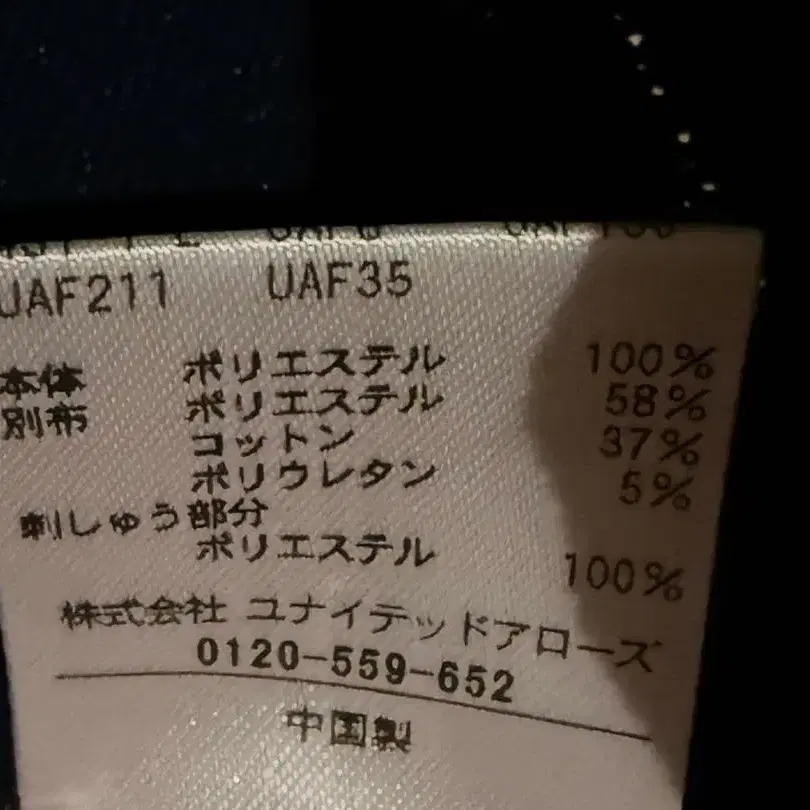 UAF211 UAF35
本体 ポリエステル 100%
別布 ポリエステル 58%
コットン 37%
ポリウレタン 5%
刺しゅう部分
ポリエステル 100%
株式会社 ユナイテッドアローズ
0120-559-652
中国製